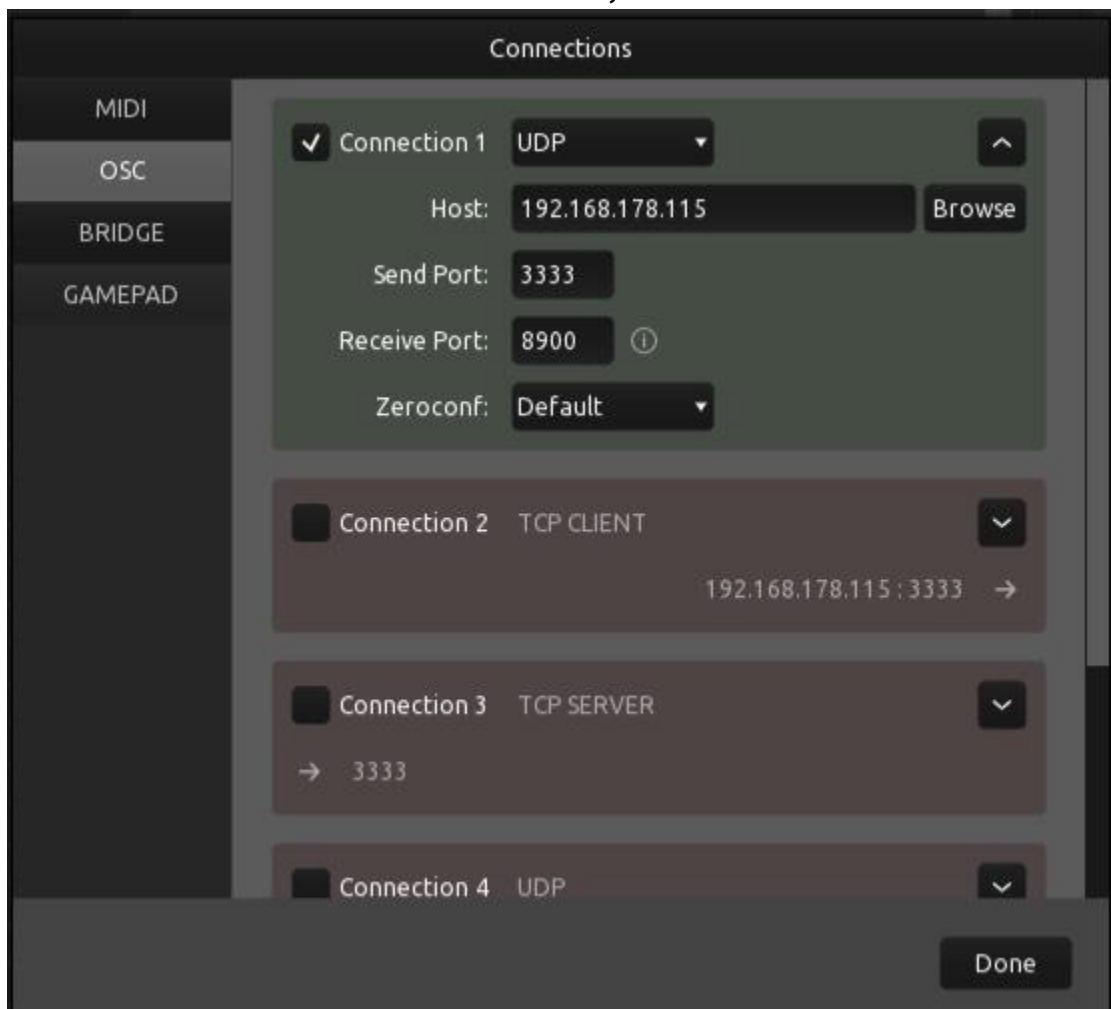 Connections
MIDI
OSC
BRIDGE
GAMEPAD
Connection 1 UDP
Host: 192.168.178.115 Browse
Send Port: 3333
Receive Port: 8900
Zeroconf: Default
Connection 2 TCP CLIENT
192.168.178.115 : 3333 →
Connection 3 TCP SERVER
→ 3333
Connection 4 UDP
Done